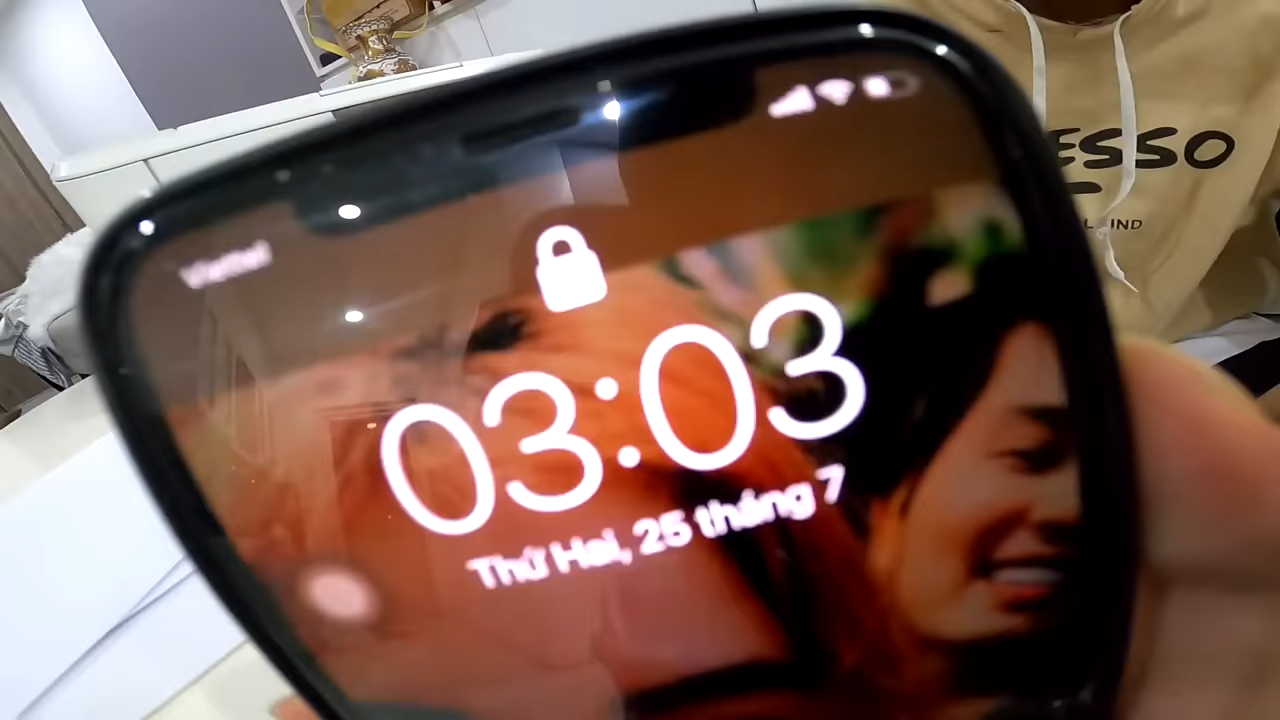 Viettel
03:03
Thứ Hai, 25 tháng 7
ESSO
IND